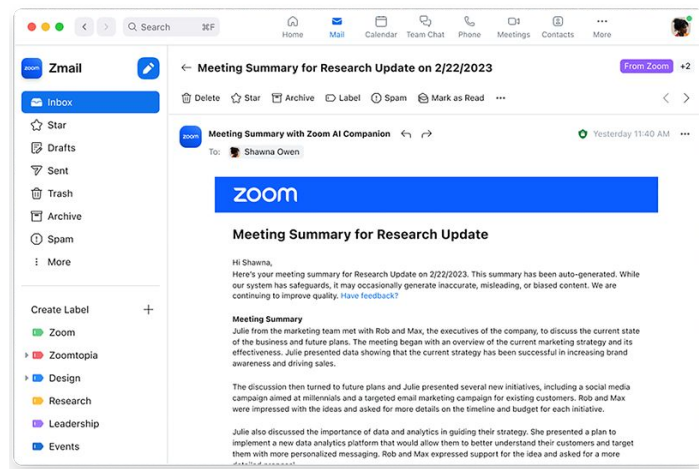 Search ⌘F
Home Mail Calendar Team Chat Phone Meetings Contacts More
zoom Zmail
Inbox
Star
Drafts
Sent
Trash
Archive
Spam
More
Create Label
Zoom
Zoomtopia
Design
Research
Leadership
Events
Meeting Summary for Research Update on 2/22/2023 From Zoom +2
Delete Star Archive Label Spam Mark as Read
zoom Meeting Summary with Zoom AI Companion Yesterday 11:40 AM
To: Shawna Owen
zoom
Meeting Summary for Research Update
Hi Shawna,
Here's your meeting summary for Research Update on 2/22/2023. This summary has been auto-generated. While
our system has safeguards, it may occasionally generate inaccurate, misleading, or biased content. We are
continuing to improve quality. Have feedback?
Meeting Summary
Julie from the marketing team met with Rob and Max, the executives of the company, to discuss the current state
of the business and future plans. The meeting began with an overview of the current marketing strategy and its
effectiveness. Julie presented data showing that the current strategy has been successful in increasing brand
awareness and driving sales.
The discussion then turned to future plans and Julie presented several new initiatives, including a social media
campaign aimed at millennials and a targeted email marketing campaign for existing customers. Rob and Max
were impressed with the ideas and asked for more details on the timeline and budget for each initiative.
Julie also discussed the importance of data and analytics in guiding their strategy. She presented a plan to
implement a new data analytics platform that would allow them to better understand their customers and target
them with more personalized messaging. Rob and Max expressed support for the idea and asked for a more